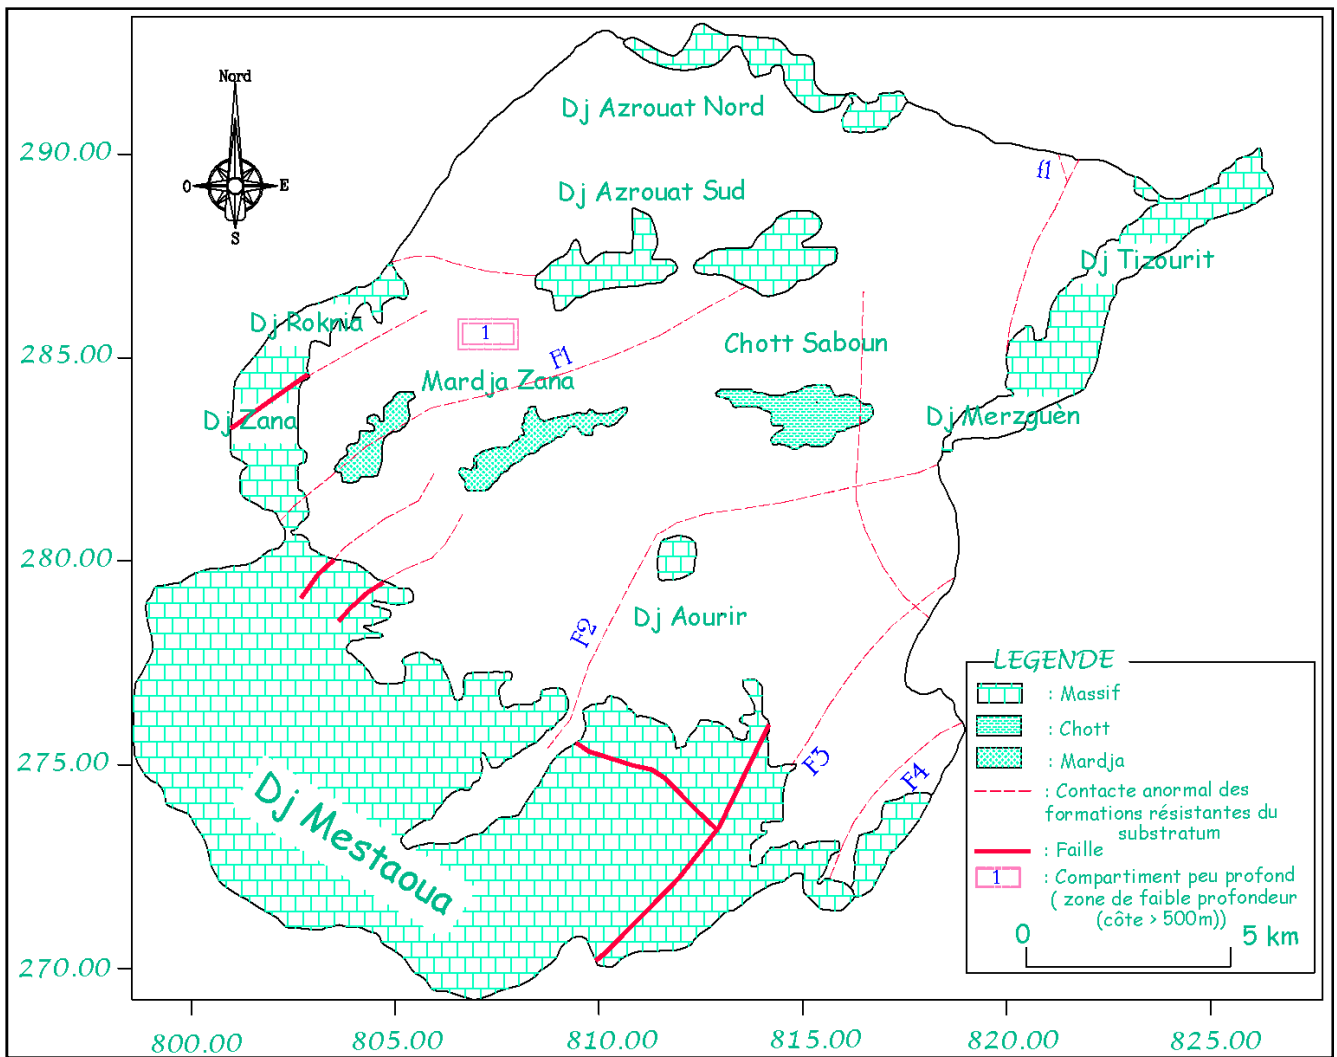 Nord
O
E
S
Dj Azrouat Nord
290.00
f1
Dj Azrouat Sud
Dj Tizourit
Dj Roknia
1
285.00
F1
Chott Saboun
Mardja Zana
Dj Zana
Dj Merzguèn
280.00
F2
Dj Aourir
275.00
F3
F4
Dj Mestaoua
270.00
LEGENDE
: Massif
: Chott
: Mardja
: Contacte anormal des
formations résistantes du
substratum
: Faille
1
: Compartiment peu profond
( zone de faible profondeur
(côte > 500m))
0
5 km
800.00
805.00
810.00
815.00
820.00
825.00